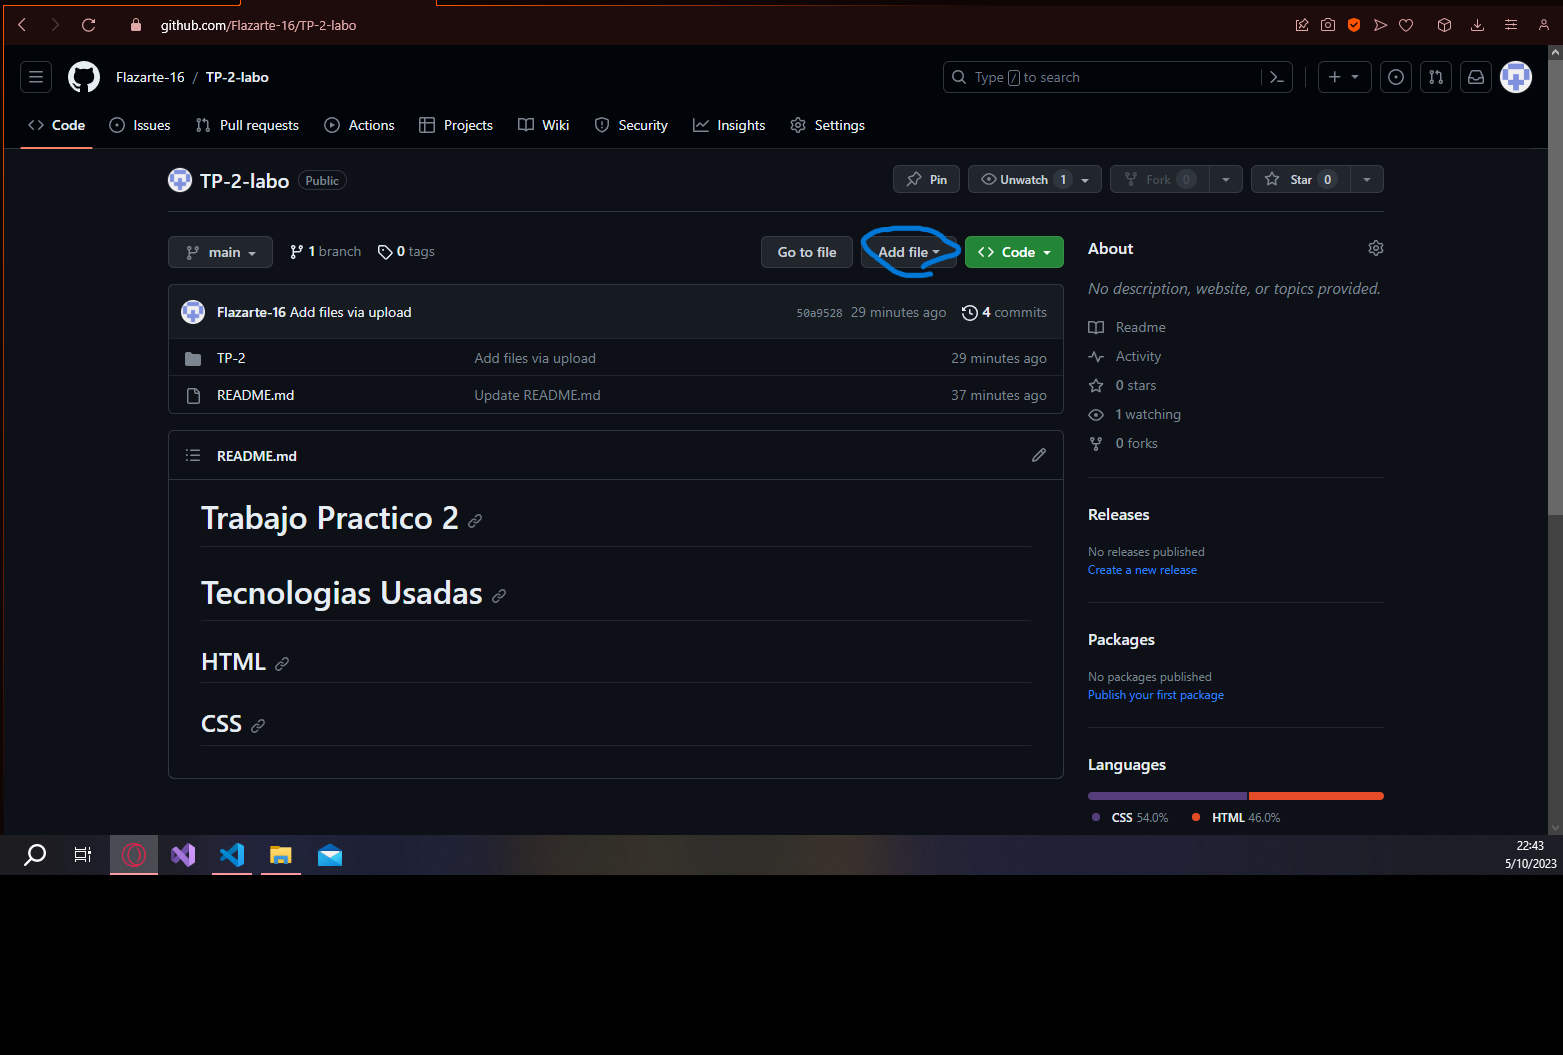 github.com/Flazarte-16/TP-2-labo
Flazarte-16 / TP-2-labo
Type / to search
Code Issues Pull requests Actions Projects Wiki Security Insights Settings
TP-2-labo Public
Pin Unwatch 1 Fork 0 Star 0
main 1 branch 0 tags Go to file Add file Code
Flazarte-16 Add files via upload 50a9528 29 minutes ago 4 commits
TP-2 Add files via upload 29 minutes ago
README.md Update README.md 37 minutes ago
README.md
Trabajo Practico 2
Tecnologias Usadas
HTML
CSS
About
No description, website, or topics provided.
Readme
Activity
0 stars
1 watching
0 forks
Releases
No releases published
Create a new release
Packages
No packages published
Publish your first package
Languages
CSS 54.0% HTML 46.0%
22:43
5/10/2023